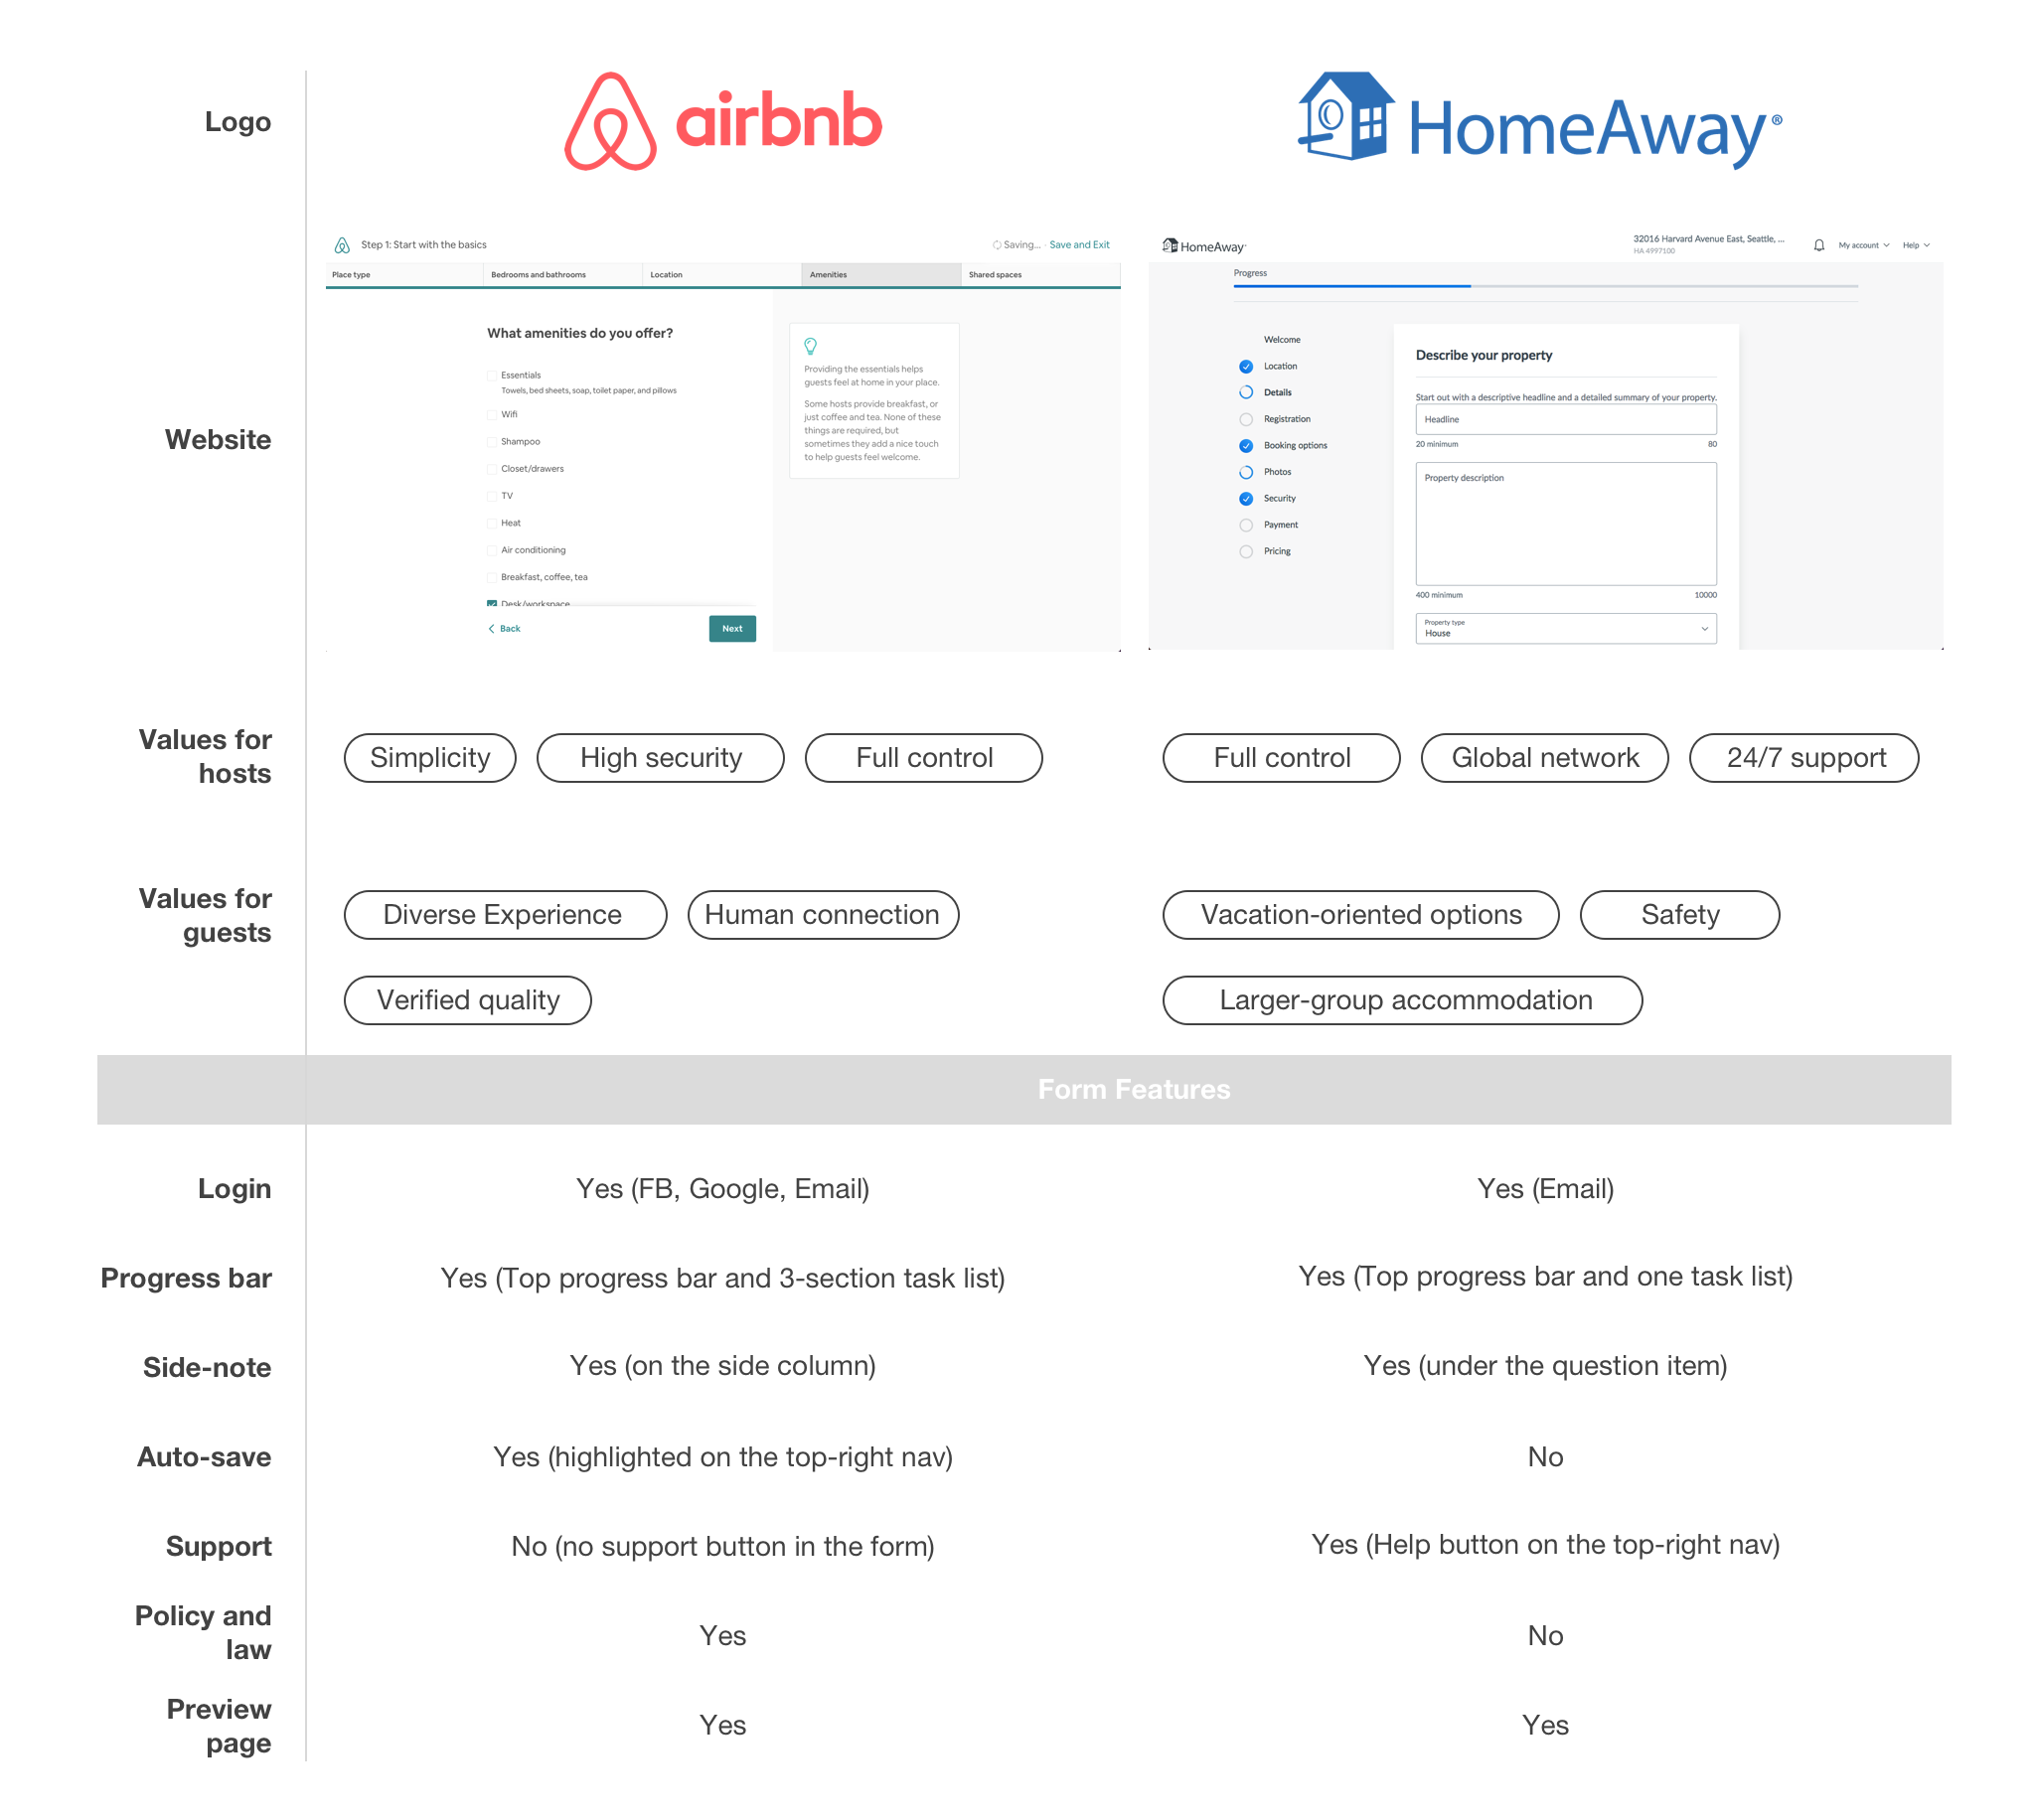 Logo
airbnb
HomeAway®
Website
Step 1: Start with the basics
Saving... · Save and Exit
Place type
Bedrooms and bathrooms
Location
Amenities
Shared spaces
What amenities do you offer?
Essentials
Towels, bed sheets, soap, toilet paper, and pillows
Wifi
Shampoo
Closet/drawers
TV
Heat
Air conditioning
Breakfast, coffee, tea
Desk/workspace
Back
Next
Providing the essentials helps
guests feel at home in your place.
Some hosts provide breakfast, or
just coffee and tea. None of these
things are required, but
sometimes they add a nice touch
to help guests feel welcome.
HomeAway
32016 Harvard Avenue East, Seattle, ...
HA 4997100
My account
Help
Progress
Welcome
Location
Details
Registration
Booking options
Photos
Security
Payment
Pricing
Describe your property
Start out with a descriptive headline and a detailed summary of your property.
Headline
20 minimum
80
Property description
400 minimum
10000
Property type
House
Values for
hosts
Simplicity
High security
Full control
Full control
Global network
24/7 support
Values for
guests
Diverse Experience
Human connection
Verified quality
Vacation-oriented options
Safety
Larger-group accommodation
Form Features
Login
Yes (FB, Google, Email)
Yes (Email)
Progress bar
Yes (Top progress bar and 3-section task list)
Yes (Top progress bar and one task list)
Side-note
Yes (on the side column)
Yes (under the question item)
Auto-save
Yes (highlighted on the top-right nav)
No
Support
No (no support button in the form)
Yes (Help button on the top-right nav)
Policy and
law
Yes
No
Preview
page
Yes
Yes